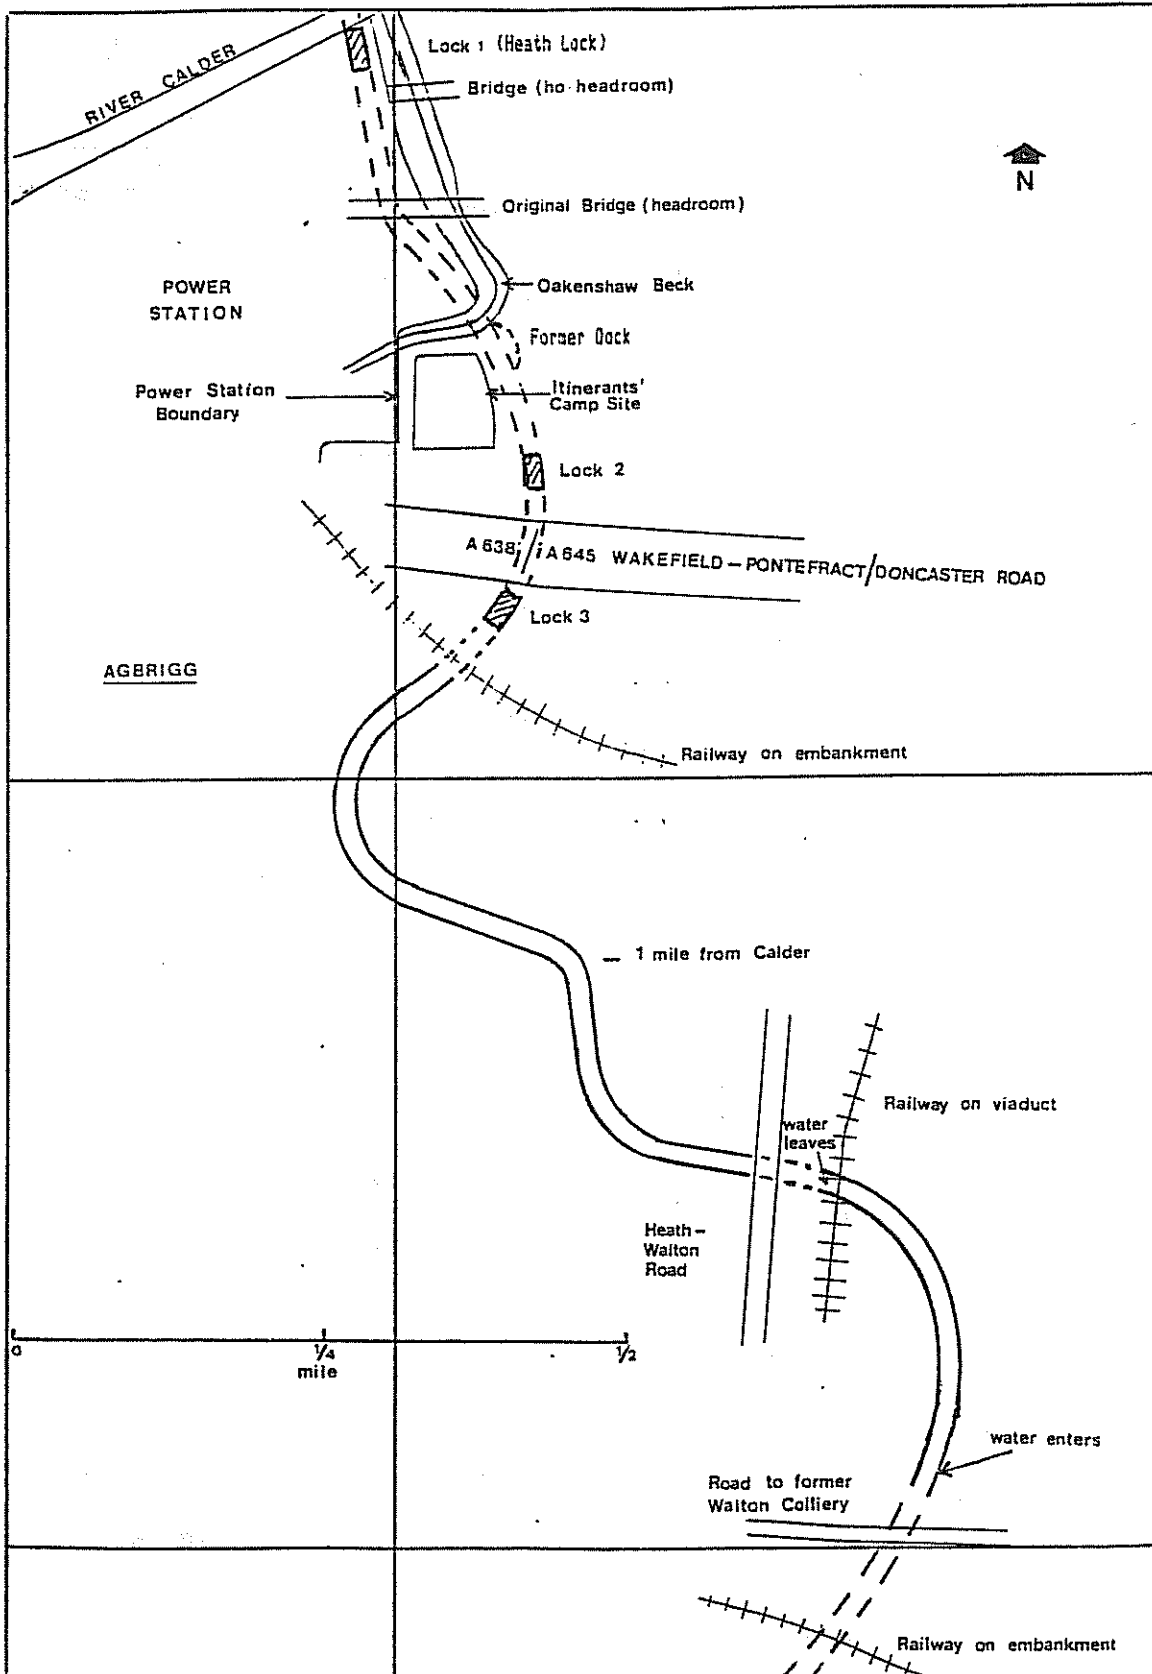 Lock 1 (Heath Lock)
RIVER CALDER
Bridge (no headroom)
N
Original Bridge (headroom)
POWER
STATION
Oakenshaw Beck
Former Dock
Power Station
Boundary
Itinerants'
Camp Site
Lock 2
A 638
A 645 WAKEFIELD – PONTEFRACT/DONCASTER ROAD
Lock 3
AGBRIGG
Railway on embankment
1 mile from Calder
Railway on viaduct
water
leaves
Heath –
Walton
Road
0 1/4 1/2
mile
water enters
Road to former
Walton Colliery
Railway on embankment